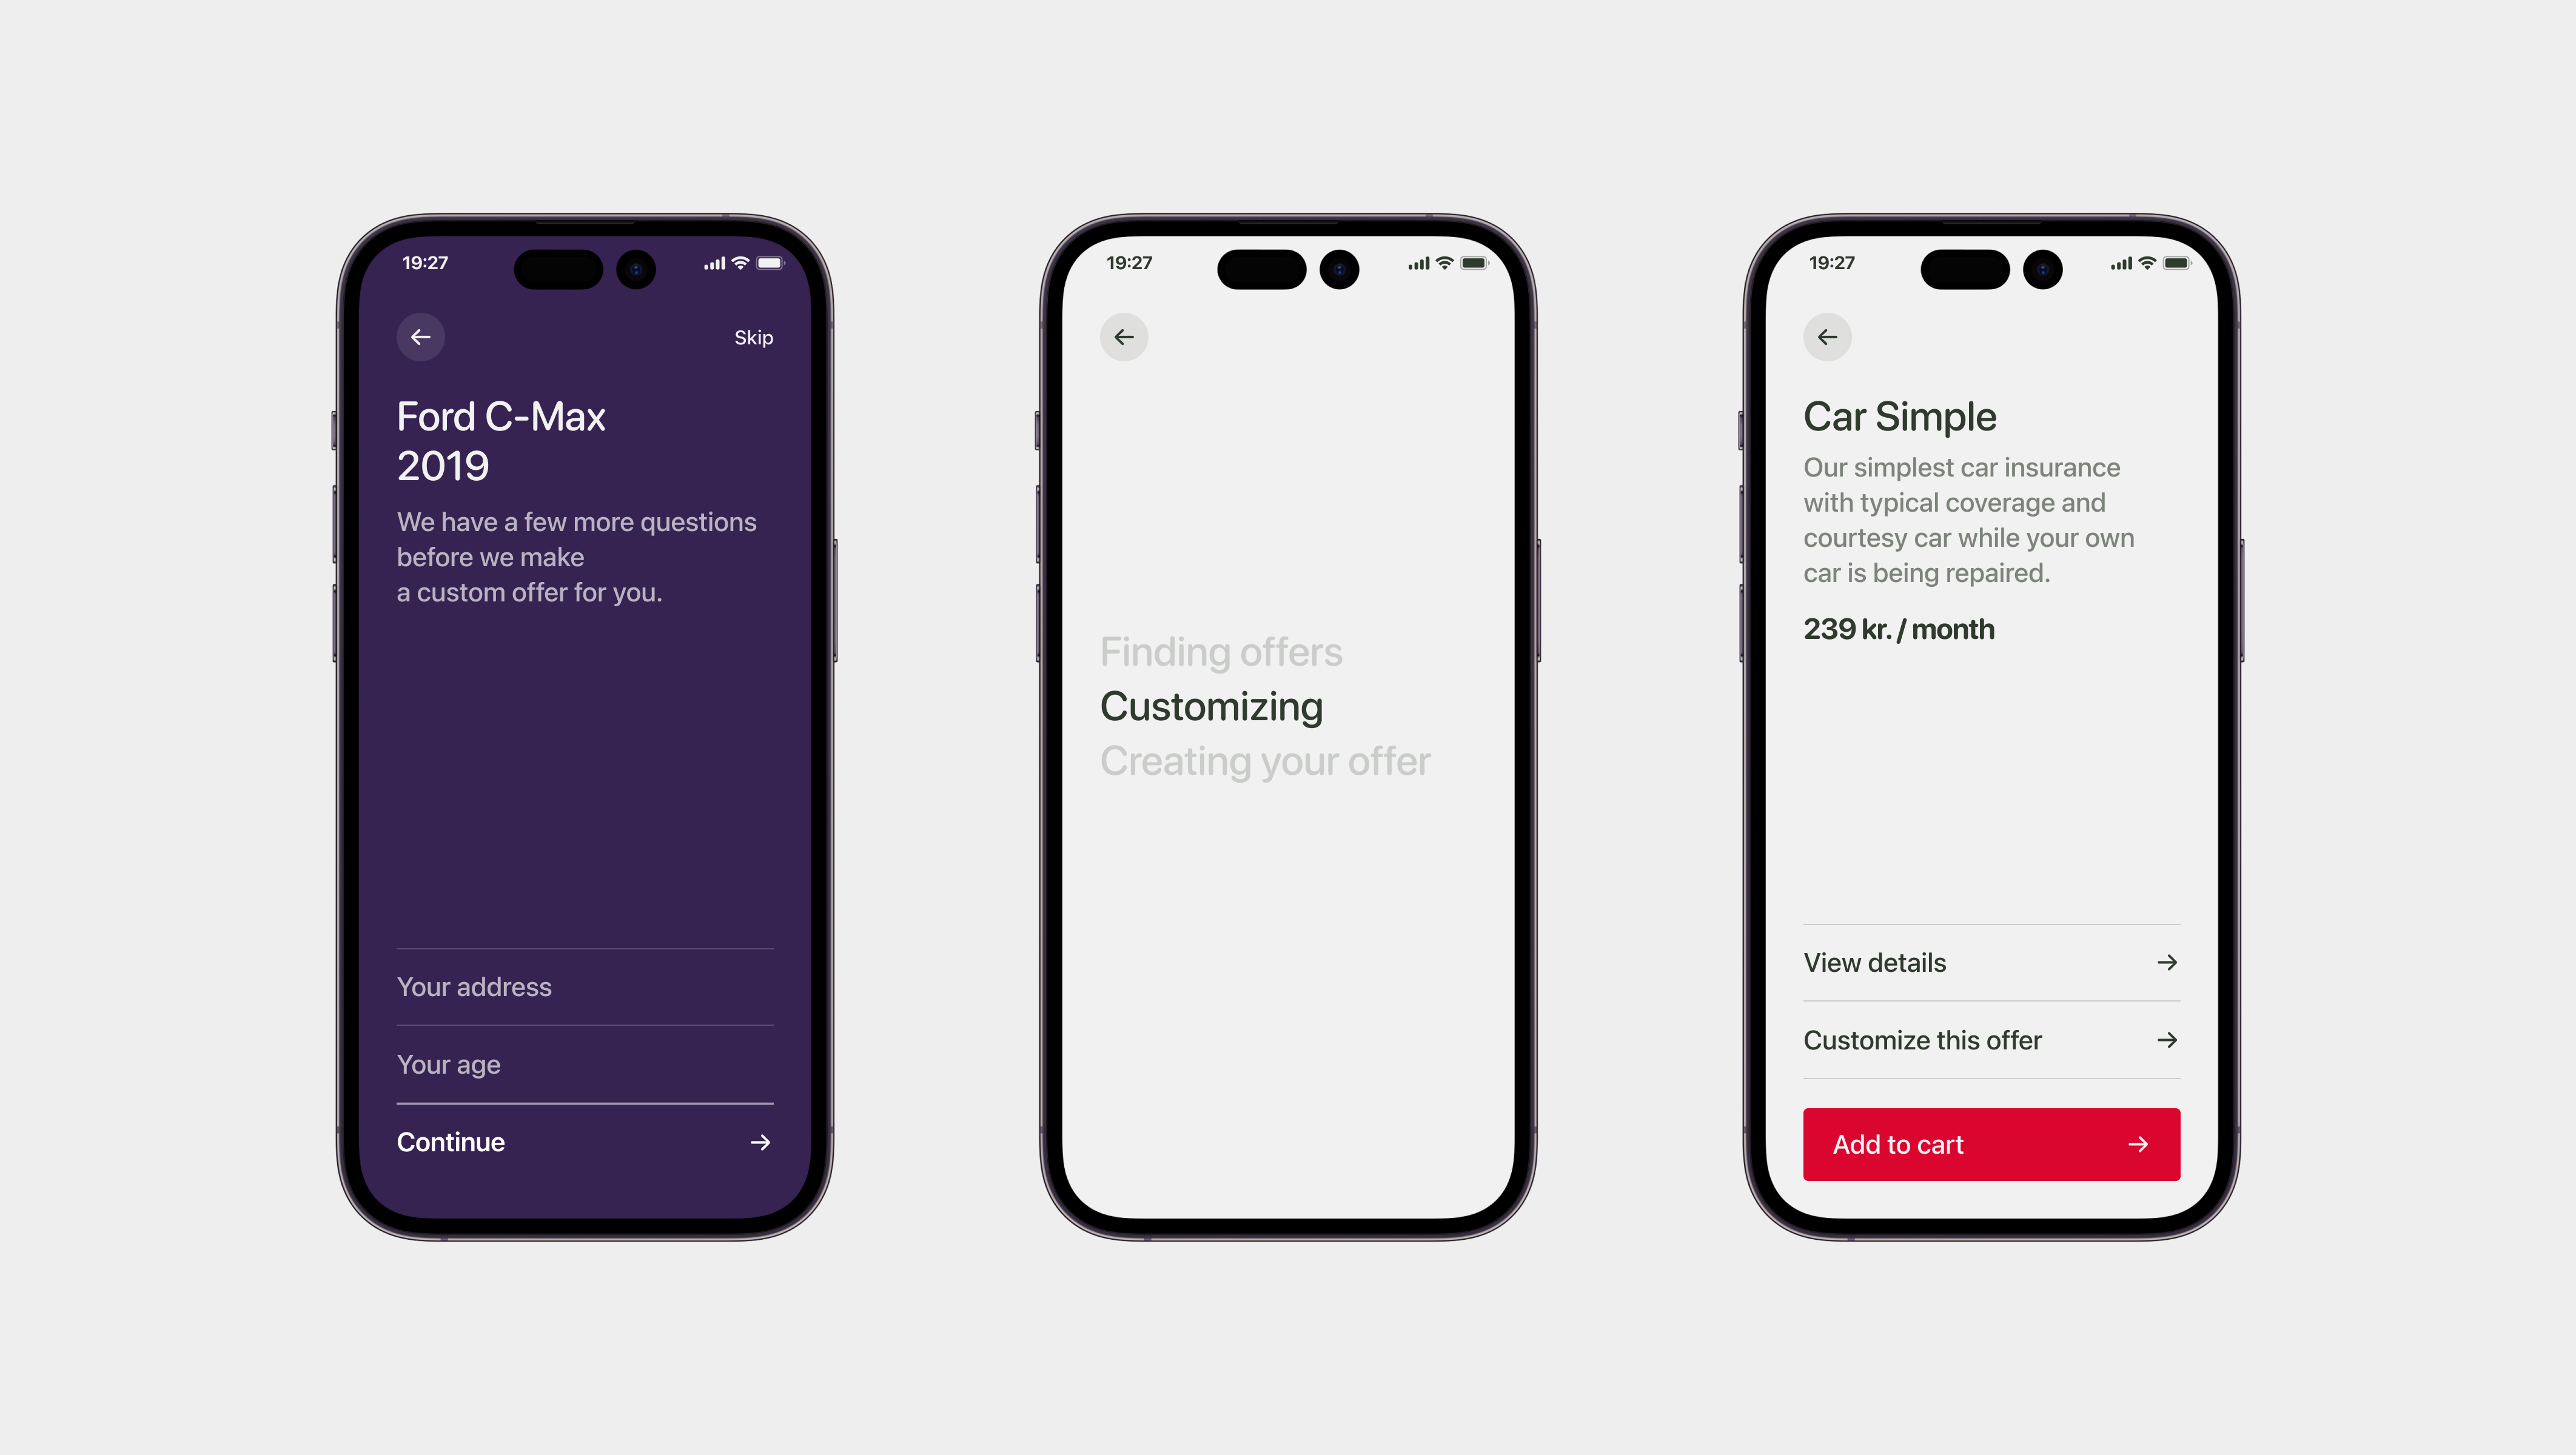 19:27
Skip
Ford C-Max
2019
We have a few more questions
before we make
a custom offer for you.
Your address
Your age
Continue
19:27
Finding offers
Customizing
Creating your offer
19:27
Car Simple
Our simplest car insurance
with typical coverage and
courtesy car while your own
car is being repaired.
239 kr. / month
View details
Customize this offer
Add to cart